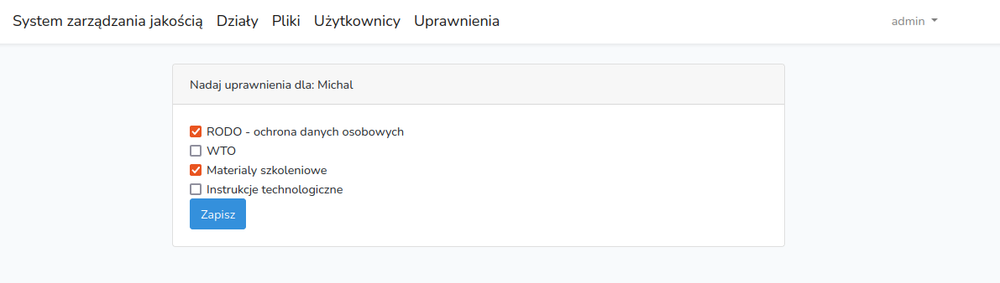 System zarządzania jakością Działy Pliki Użytkownicy Uprawnienia admin
Nadaj uprawnienia dla: Michal
RODO - ochrona danych osobowych
WTO
Materialy szkoleniowe
Instrukcje technologiczne
Zapisz